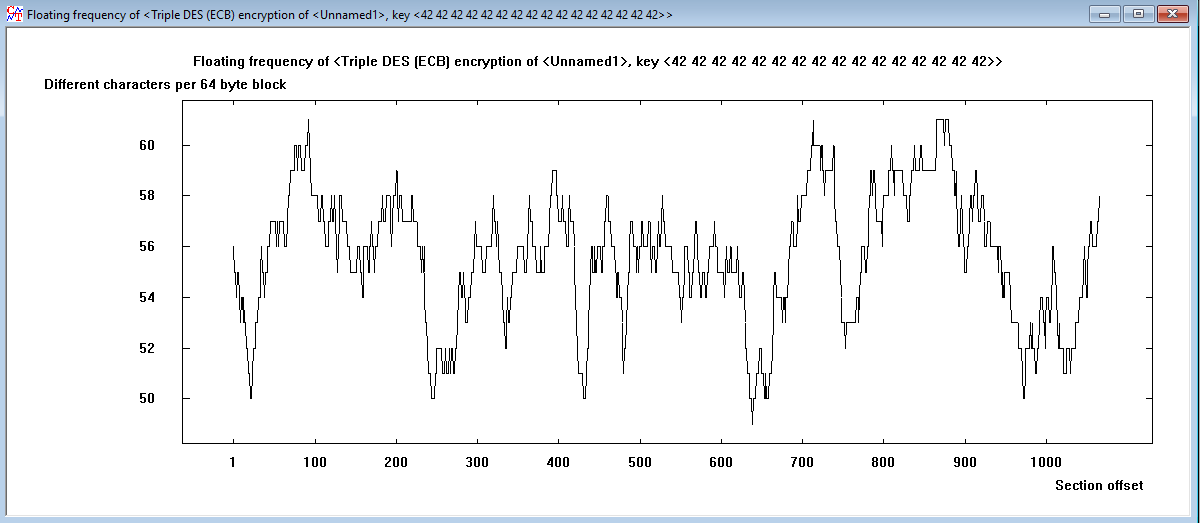 Floating frequency of <Triple DES (ECB) encryption of <Unnamed1>, key <42 42 42 42 42 42 42 42 42 42 42 42 42 42 42 42>>
Floating frequency of <Triple DES (ECB) encryption of <Unnamed1>, key <42 42 42 42 42 42 42 42 42 42 42 42 42 42 42 42>>
Different characters per 64 byte block
60
58
56
54
52
50
1 100 200 300 400 500 600 700 800 900 1000
Section offset